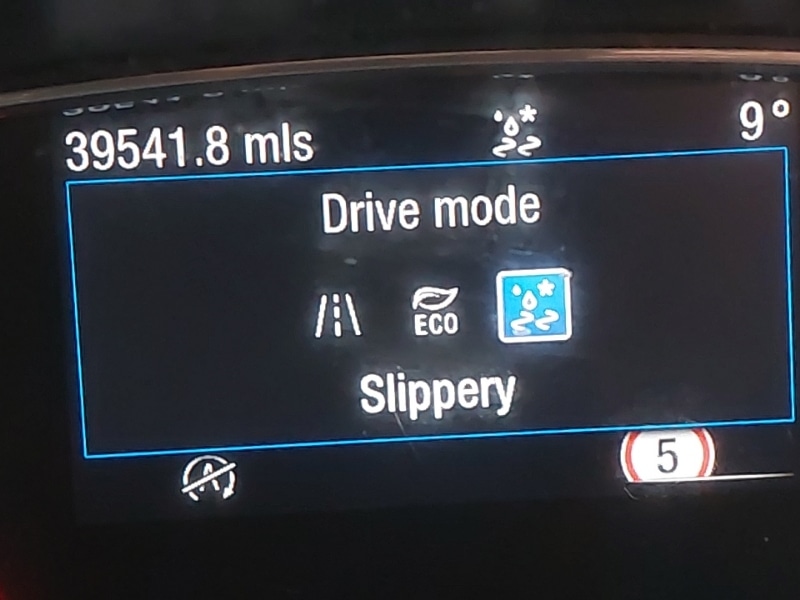 39541.8 mls
9°
Drive mode
ECO
Slippery
A
5